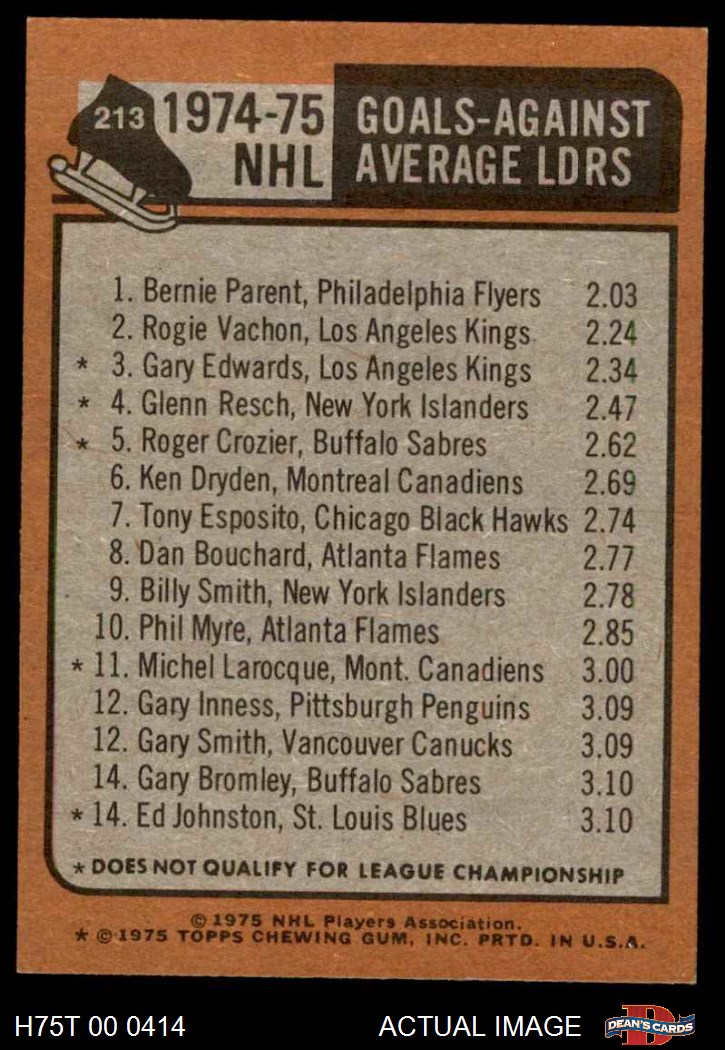 213 1974-75 NHL
GOALS-AGAINST
AVERAGE LDRS
1. Bernie Parent, Philadelphia Flyers 2.03
2. Rogie Vachon, Los Angeles Kings 2.24
* 3. Gary Edwards, Los Angeles Kings 2.34
* 4. Glenn Resch, New York Islanders 2.47
* 5. Roger Crozier, Buffalo Sabres 2.62
6. Ken Dryden, Montreal Canadiens 2.69
7. Tony Esposito, Chicago Black Hawks 2.74
8. Dan Bouchard, Atlanta Flames 2.77
9. Billy Smith, New York Islanders 2.78
10. Phil Myre, Atlanta Flames 2.85
* 11. Michel Larocque, Mont. Canadiens 3.00
12. Gary Inness, Pittsburgh Penguins 3.09
12. Gary Smith, Vancouver Canucks 3.09
14. Gary Bromley, Buffalo Sabres 3.10
* 14. Ed Johnston, St. Louis Blues 3.10
* DOES NOT QUALIFY FOR LEAGUE CHAMPIONSHIP
© 1975 NHL Players Association.
* © 1975 TOPPS CHEWING GUM, INC. PRTD. IN U.S.A.
H75T 00 0414 ACTUAL IMAGE DEAN'S CARDS